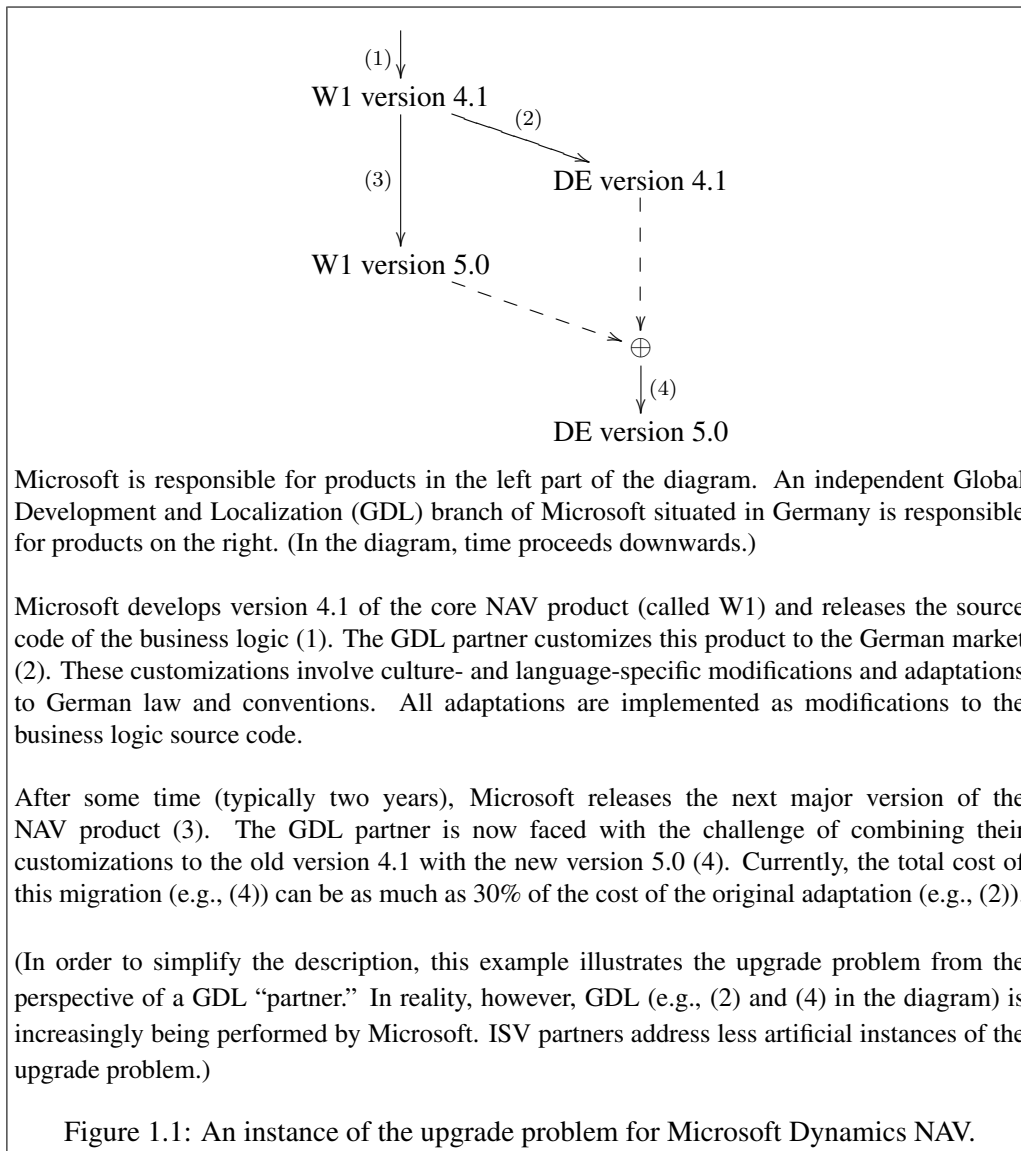 (1)
W1 version 4.1
(2)
(3)
DE version 4.1
W1 version 5.0
⊕
(4)
DE version 5.0
Microsoft is responsible for products in the left part of the diagram. An independent Global
Development and Localization (GDL) branch of Microsoft situated in Germany is responsible
for products on the right. (In the diagram, time proceeds downwards.)
Microsoft develops version 4.1 of the core NAV product (called W1) and releases the source
code of the business logic (1). The GDL partner customizes this product to the German market
(2). These customizations involve culture- and language-specific modifications and adaptations
to German law and conventions. All adaptations are implemented as modifications to the
business logic source code.
After some time (typically two years), Microsoft releases the next major version of the
NAV product (3). The GDL partner is now faced with the challenge of combining their
customizations to the old version 4.1 with the new version 5.0 (4). Currently, the total cost of
this migration (e.g., (4)) can be as much as 30% of the cost of the original adaptation (e.g., (2)).
(In order to simplify the description, this example illustrates the upgrade problem from the
perspective of a GDL “partner.” In reality, however, GDL (e.g., (2) and (4) in the diagram) is
increasingly being performed by Microsoft. ISV partners address less artificial instances of the
upgrade problem.)
Figure 1.1: An instance of the upgrade problem for Microsoft Dynamics NAV.